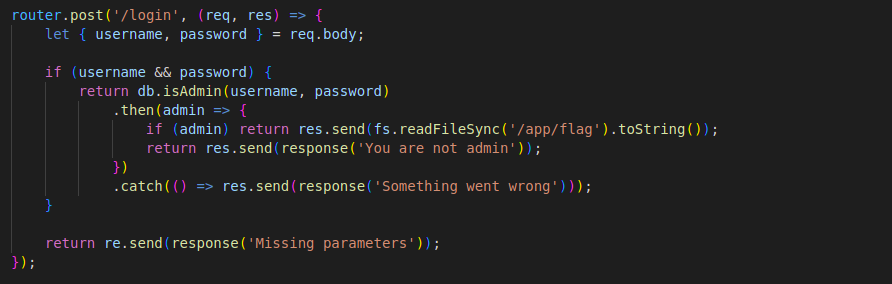 router.post('/login', (req, res) => {
let { username, password } = req.body;
if (username && password) {
return db.isAdmin(username, password)
.then(admin => {
if (admin) return res.send(fs.readFileSync('/app/flag').toString());
return res.send(response('You are not admin'));
})
.catch(() => res.send(response('Something went wrong')));
}
return re.send(response('Missing parameters'));
});